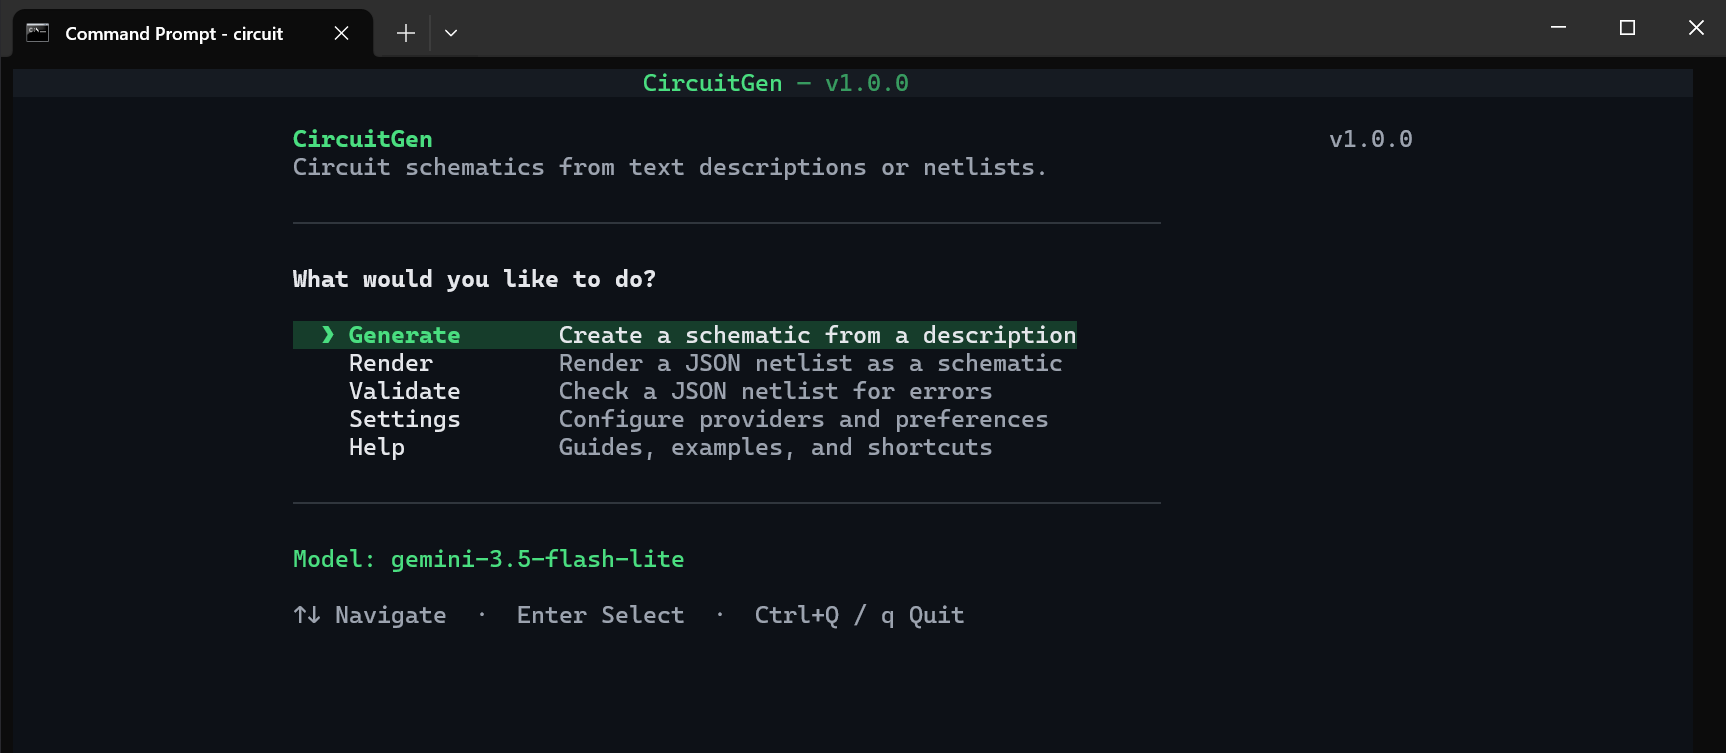 Command Prompt - circuit
CircuitGen — v1.0.0
CircuitGen v1.0.0
Circuit schematics from text descriptions or netlists.
What would you like to do?
❯ Generate Create a schematic from a description
Render Render a JSON netlist as a schematic
Validate Check a JSON netlist for errors
Settings Configure providers and preferences
Help Guides, examples, and shortcuts
Model: gemini-3.5-flash-lite
↑↓ Navigate · Enter Select · Ctrl+Q / q Quit